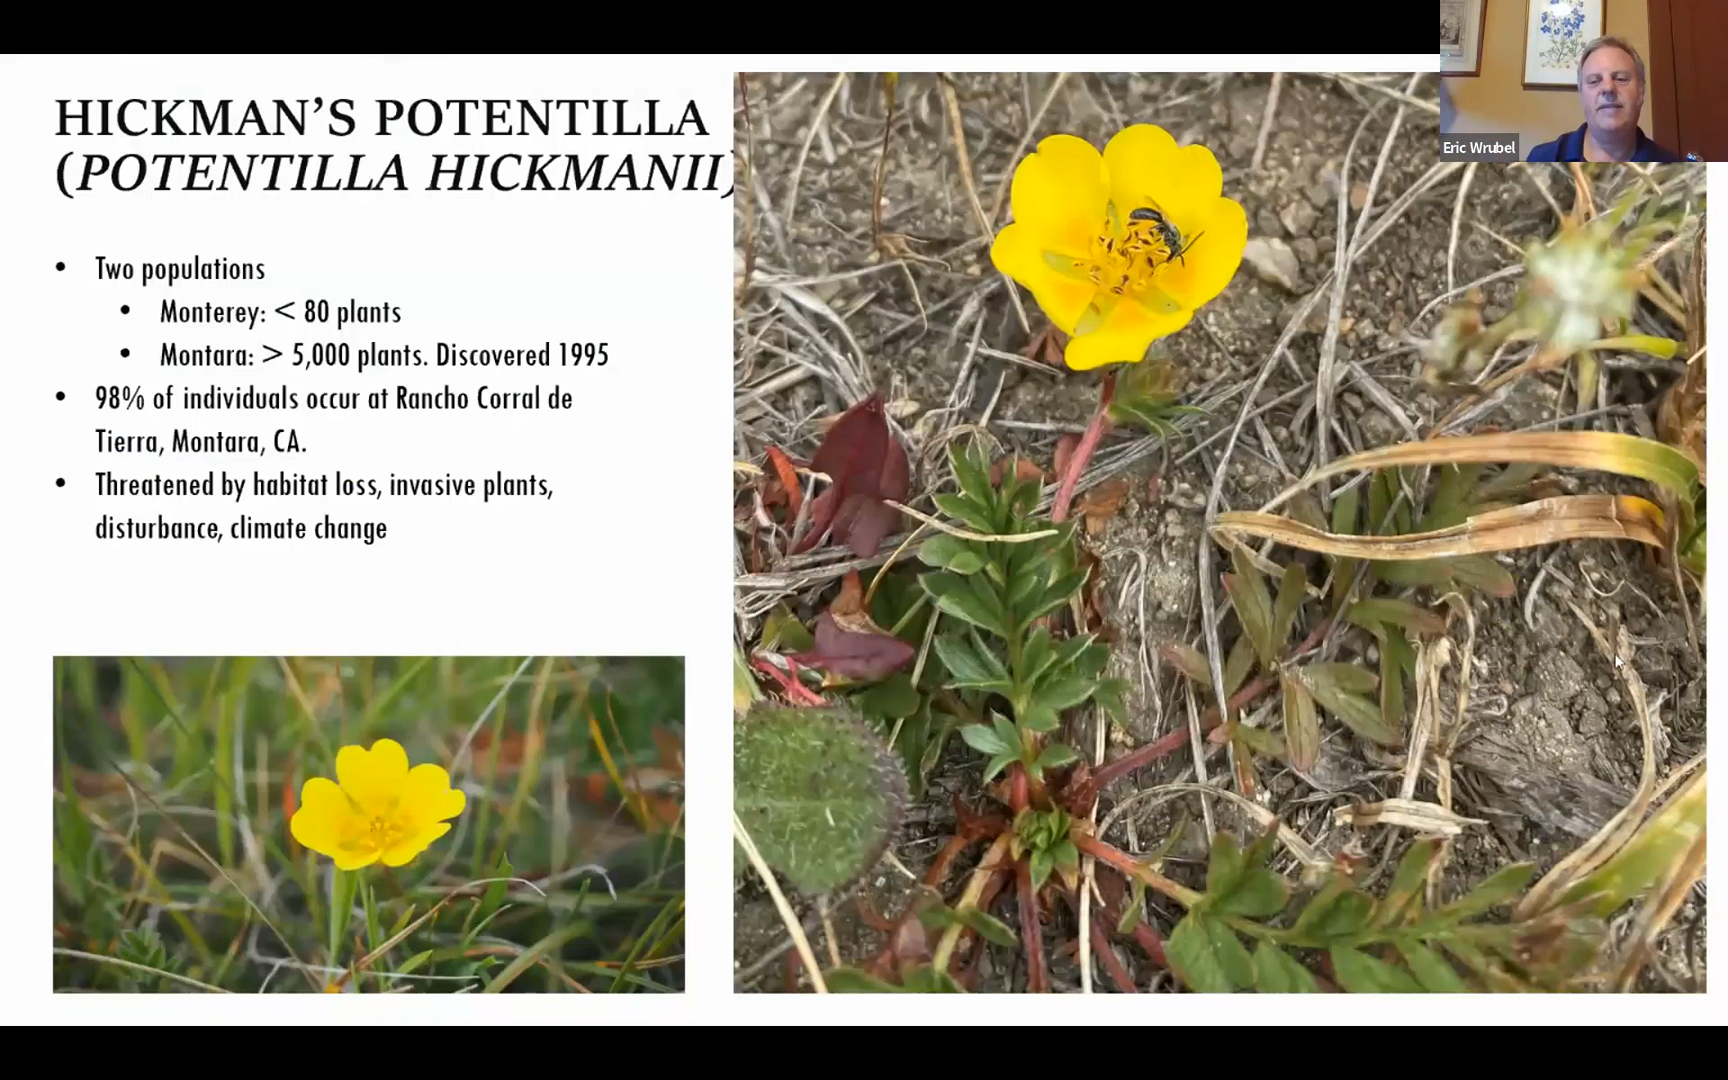 HICKMAN'S POTENTILLA
(POTENTILLA HICKMANII)
Eric Wrubel
• Two populations
• Monterey: < 80 plants
• Montara: > 5,000 plants. Discovered 1995
• 98% of individuals occur at Rancho Corral de
Tierra, Montara, CA.
• Threatened by habitat loss, invasive plants,
disturbance, climate change